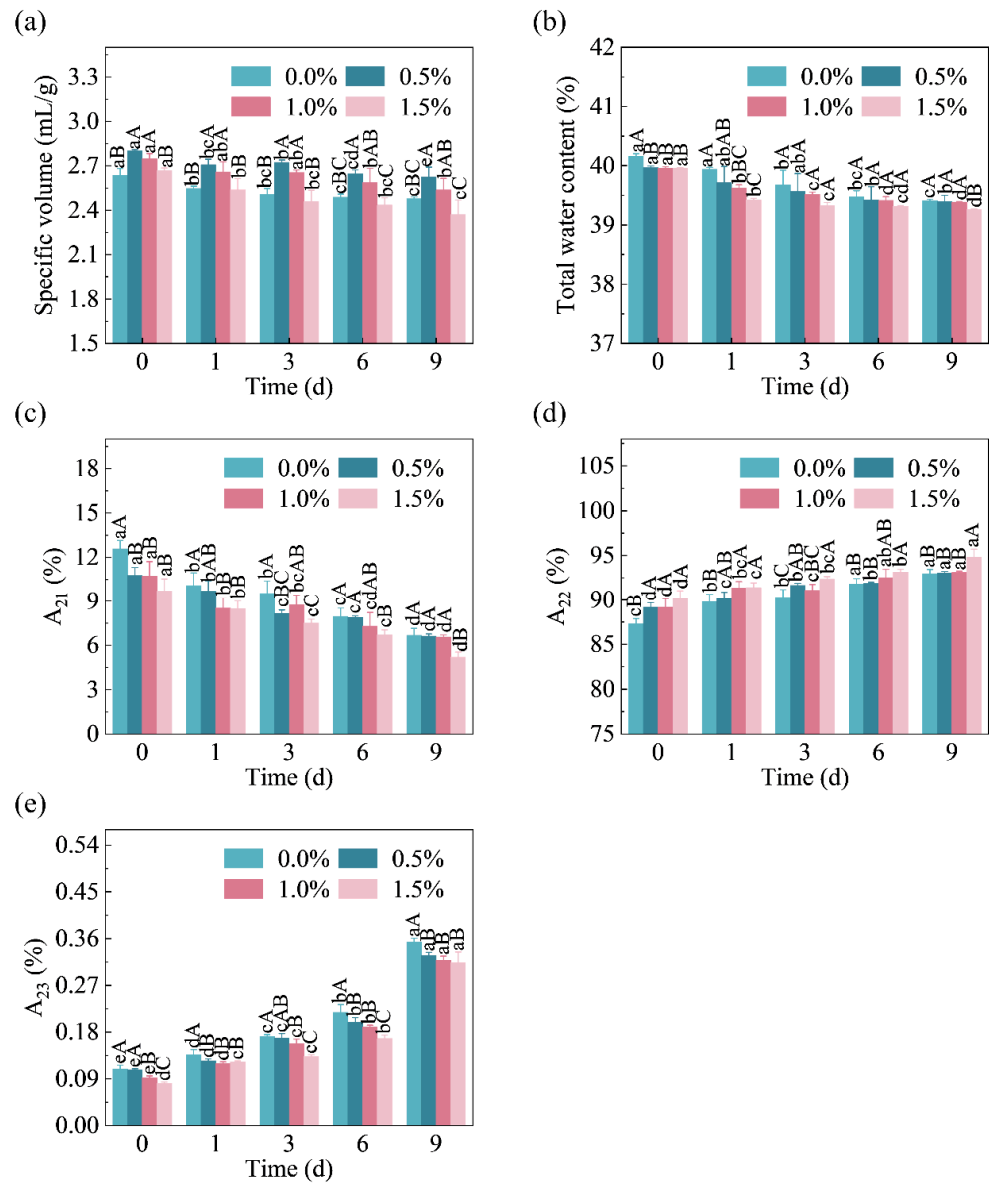 (a)
Specific volume (mL/g)
3.3
3.0
2.7
2.4
2.1
1.8
1.5
0.0% 0.5%
1.0% 1.5%
aB aA aA aB
bB bcA abA bB
bcB bA abA bcB
cBC cdA bAB bcC
cBC eA bAB cC
0 1 3 6 9
Time (d)
(b)
Total water content (%)
42
41
40
39
38
37
0.0% 0.5%
1.0% 1.5%
aA aB aB aB
aA abAB bBC bC
bA abA cA cA
bcA bA dA cdA
cA bA dA dB
0 1 3 6 9
Time (d)
(c)
A21 (%)
18
15
12
9
6
3
0
0.0% 0.5%
1.0% 1.5%
aA aB aB aB
bA bAB bB bB
bA cBC bcAB cC
cA cA cdAB cB
dA dA dA dB
0 1 3 6 9
Time (d)
(d)
A22 (%)
105
100
95
90
85
80
75
0.0% 0.5%
1.0% 1.5%
cB dA dA dA
bB cAB bcA cA
bC bAB cBC bcA
aB bB abAB bA
aB aB aB aA
0 1 3 6 9
Time (d)
(e)
A23 (%)
0.54
0.45
0.36
0.27
0.18
0.09
0.00
0.0% 0.5%
1.0% 1.5%
eA eA eB dC
dA dB dB cB
cA cAB cB cC
bA bB bB bC
aA aB aB aB
0 1 3 6 9
Time (d)